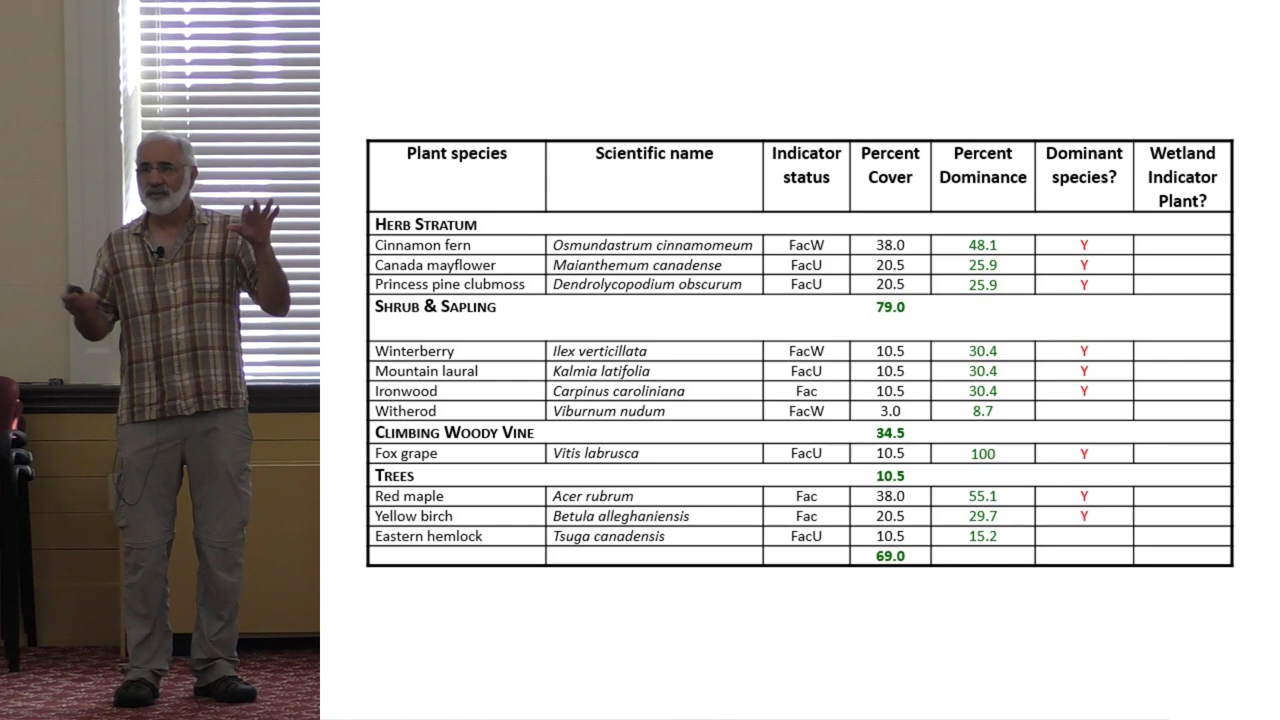 Plant species Scientific name Indicator status Percent Cover Percent Dominance Dominant species? Wetland Indicator Plant?
HERB STRATUM
Cinnamon fern Osmundastrum cinnamomeum FacW 38.0 48.1 Y
Canada mayflower Maianthemum canadense FacU 20.5 25.9 Y
Princess pine clubmoss Dendrolycopodium obscurum FacU 20.5 25.9 Y
SHRUB & SAPLING 79.0
Winterberry Ilex verticillata FacW 10.5 30.4 Y
Mountain laural Kalmia latifolia FacU 10.5 30.4 Y
Ironwood Carpinus caroliniana Fac 10.5 30.4 Y
Witherod Viburnum nudum FacW 3.0 8.7
CLIMBING WOODY VINE 34.5
Fox grape Vitis labrusca FacU 10.5 100 Y
TREES 10.5
Red maple Acer rubrum Fac 38.0 55.1 Y
Yellow birch Betula alleghaniensis Fac 20.5 29.7 Y
Eastern hemlock Tsuga canadensis FacU 10.5 15.2
69.0